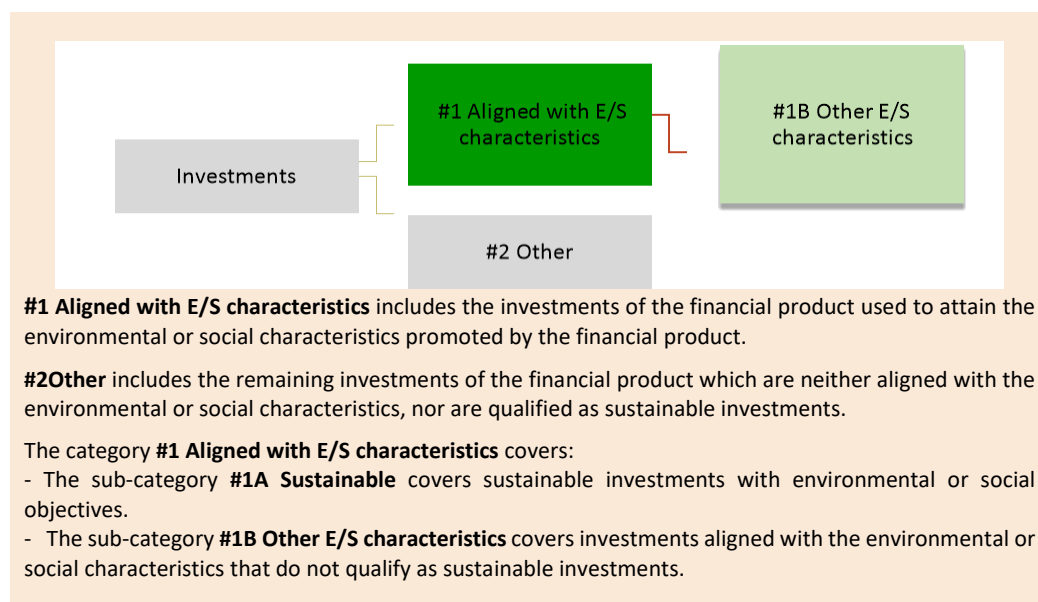 #1 Aligned with E/S
characteristics
#1B Other E/S
characteristics
Investments
#2 Other
#1 Aligned with E/S characteristics includes the investments of the financial product used to attain the
environmental or social characteristics promoted by the financial product.
#2Other includes the remaining investments of the financial product which are neither aligned with the
environmental or social characteristics, nor are qualified as sustainable investments.
The category #1 Aligned with E/S characteristics covers:
- The sub-category #1A Sustainable covers sustainable investments with environmental or social
objectives.
- The sub-category #1B Other E/S characteristics covers investments aligned with the environmental or
social characteristics that do not qualify as sustainable investments.